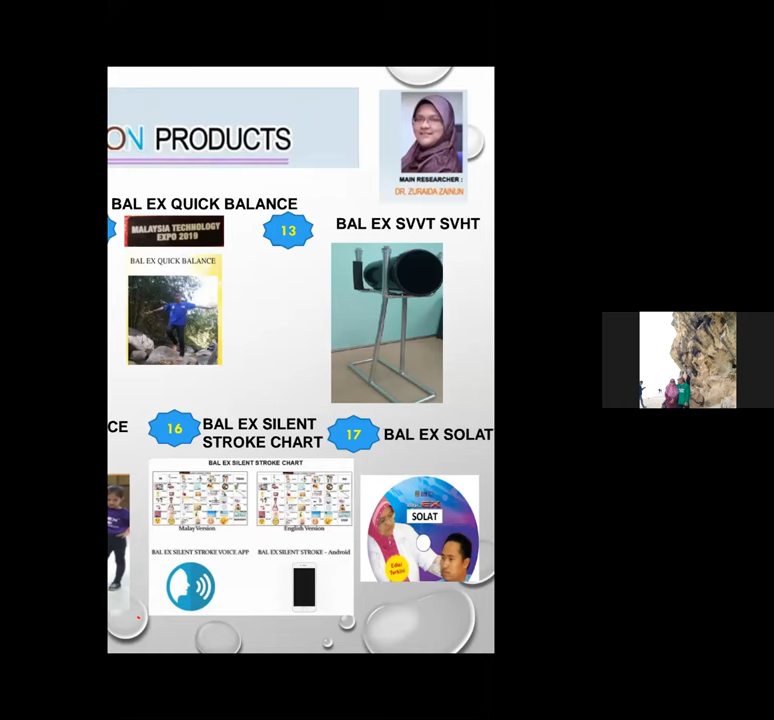 ON PRODUCTS
MAIN RESEARCHER :
DR. ZURAIDA ZAINUN
BAL EX QUICK BALANCE
MALAYSIA TECHNOLOGY
EXPO 2019
BAL EX QUICK BALANCE
13
BAL EX SVVT SVHT
CE
16
BAL EX SILENT
STROKE CHART
BAL EX SILENT STROKE CHART
Malay Version
English Version
BAL EX SILENT STROKE VOICE APP
BAL EX SILENT STROKE - Android
17
BAL EX SOLAT
SOLAT
Edisi
Terkini